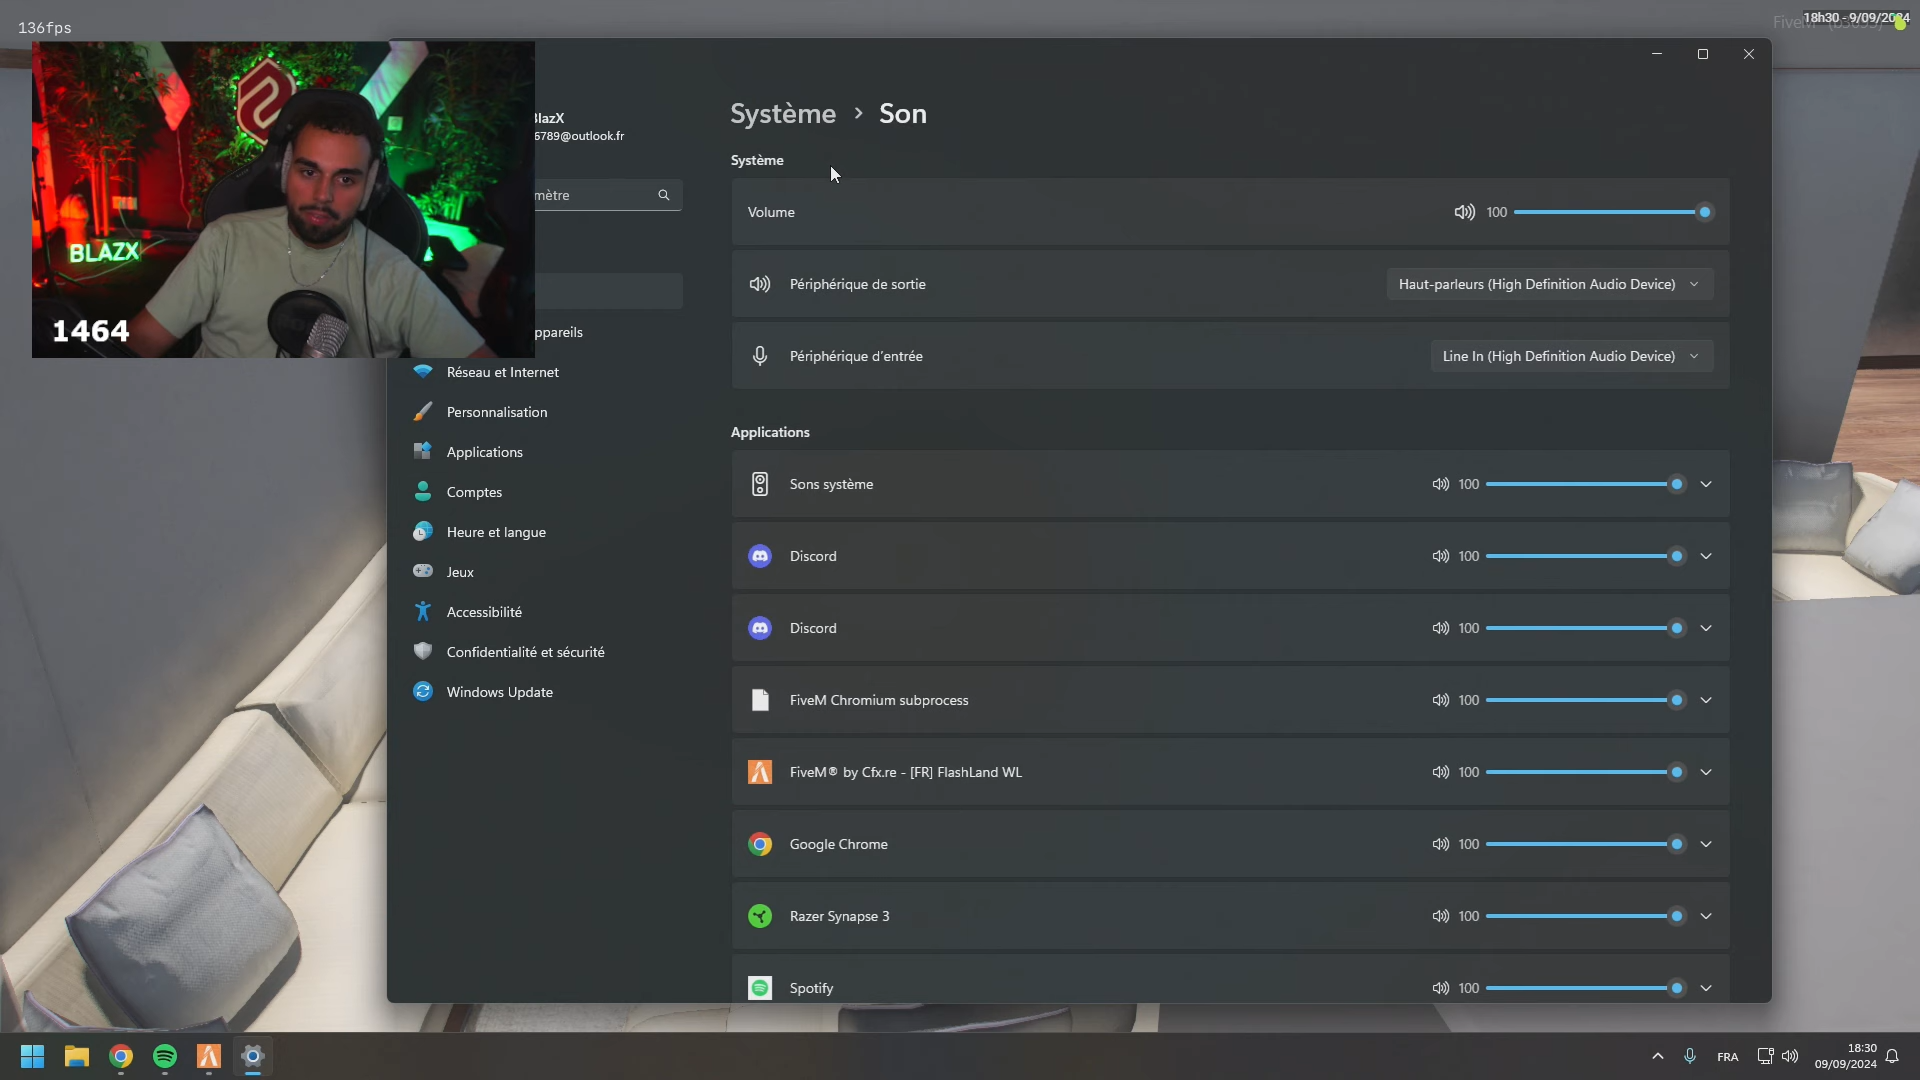 136fps
18h30 - 9/09/2024
BLAZX
1464
BlazX
6789@outlook.fr
mètre
ppareils
Réseau et Internet
Personnalisation
Applications
Comptes
Heure et langue
Jeux
Accessibilité
Confidentialité et sécurité
Windows Update
Système > Son
Système
Volume 100
Périphérique de sortie Haut-parleurs (High Definition Audio Device)
Périphérique d'entrée Line In (High Definition Audio Device)
Applications
Sons système 100
Discord 100
Discord 100
FiveM Chromium subprocess 100
FiveM® by Cfx.re - [FR] FlashLand WL 100
Google Chrome 100
Razer Synapse 3 100
Spotify 100
FRA
18:30
09/09/2024